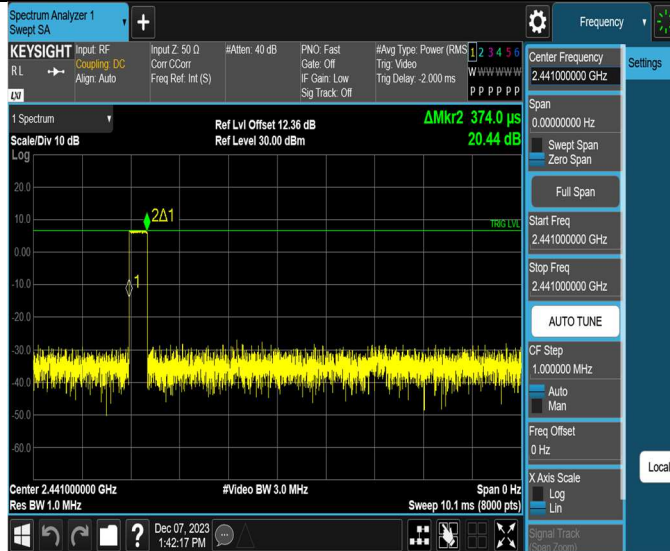 Spectrum Analyzer 1
Swept SA
Frequency
KEYSIGHT
RL
LXI
Input: RF
Coupling: DC
Align: Auto
Input Z: 50 Ω
Corr CCorr
Freq Ref: Int (S)
#Atten: 40 dB
PNO: Fast
Gate: Off
IF Gain: Low
Sig Track: Off
#Avg Type: Power (RMS
Trig: Video
Trig Delay: -2.000 ms
1 2 3 4 5 6
W W W W W W
P P P P P P
1 Spectrum
Scale/Div 10 dB
Log
Ref Lvl Offset 12.36 dB
Ref Level 30.00 dBm
ΔMkr2 374.0 µs
20.44 dB
20.0
10.0
0.00
-10.0
-20.0
-30.0
-40.0
-50.0
-60.0
2Δ1
1
TRIG LVL
Center 2.441000000 GHz
Res BW 1.0 MHz
#Video BW 3.0 MHz
Span 0 Hz
Sweep 10.1 ms (8000 pts)
Dec 07, 2023
1:42:17 PM
Center Frequency
2.441000000 GHz
Span
0.00000000 Hz
Swept Span
Zero Span
Full Span
Start Freq
2.441000000 GHz
Stop Freq
2.441000000 GHz
AUTO TUNE
CF Step
1.000000 MHz
Auto
Man
Freq Offset
0 Hz
X Axis Scale
Log
Lin
Signal Track
(Span Zoom)
Settings
Local